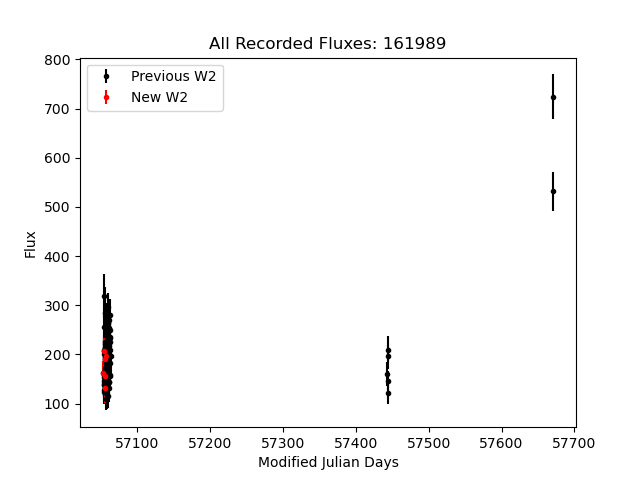 All Recorded Fluxes: 161989
Previous W2
New W2
800
700
600
500
400
300
200
100
Flux
57100 57200 57300 57400 57500 57600 57700
Modified Julian Days